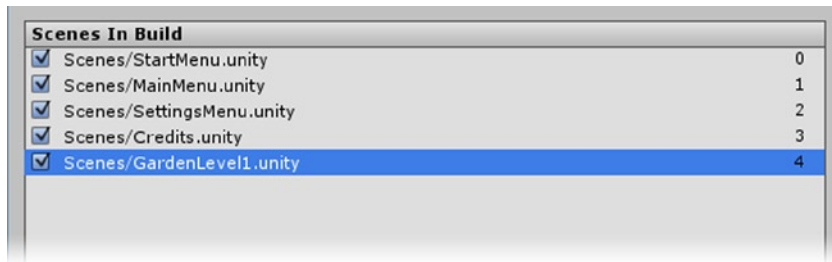 Scenes In Build
Scenes/StartMenu.unity 0
Scenes/MainMenu.unity 1
Scenes/SettingsMenu.unity 2
Scenes/Credits.unity 3
Scenes/GardenLevel1.unity 4